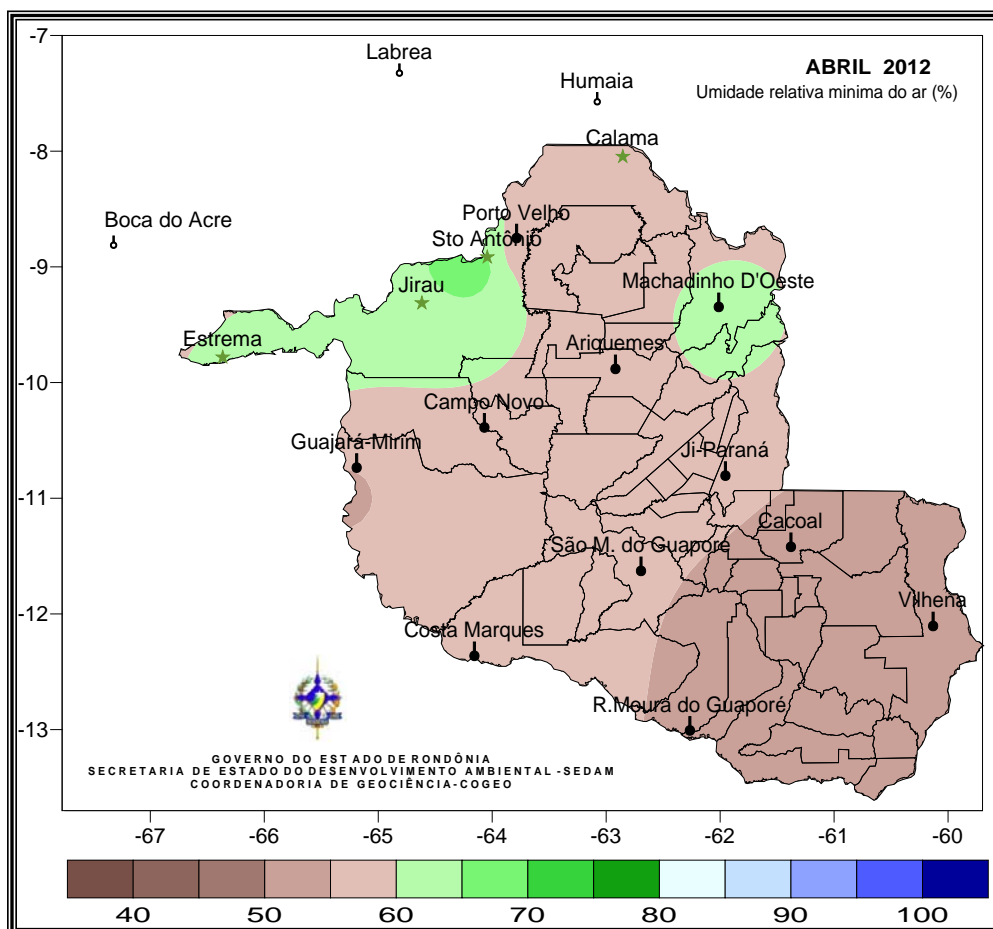 ABRIL 2012
Umidade relativa minima do ar (%)
-7
-8
-9
-10
-11
-12
-13
Labrea
Humaia
Calama
Boca do Acre
Porto Velho
Sto Antônio
Jirau
Machadinho D'Oeste
Estrema
Ariquemes
Campo Novo
Guajará-Mirim
Ji-Paraná
Cacoal
São M. do Guaporé
Vilhena
Costa Marques
R.Moura do Guaporé
GOVERNO DO ESTADO DE RONDÔNIA
SECRETARIA DE ESTADO DO DESENVOLVIMENTO AMBIENTAL -SEDAM
COORDENADORIA DE GEOCIÊNCIA-COGEO
-67 -66 -65 -64 -63 -62 -61 -60
40 50 60 70 80 90 100